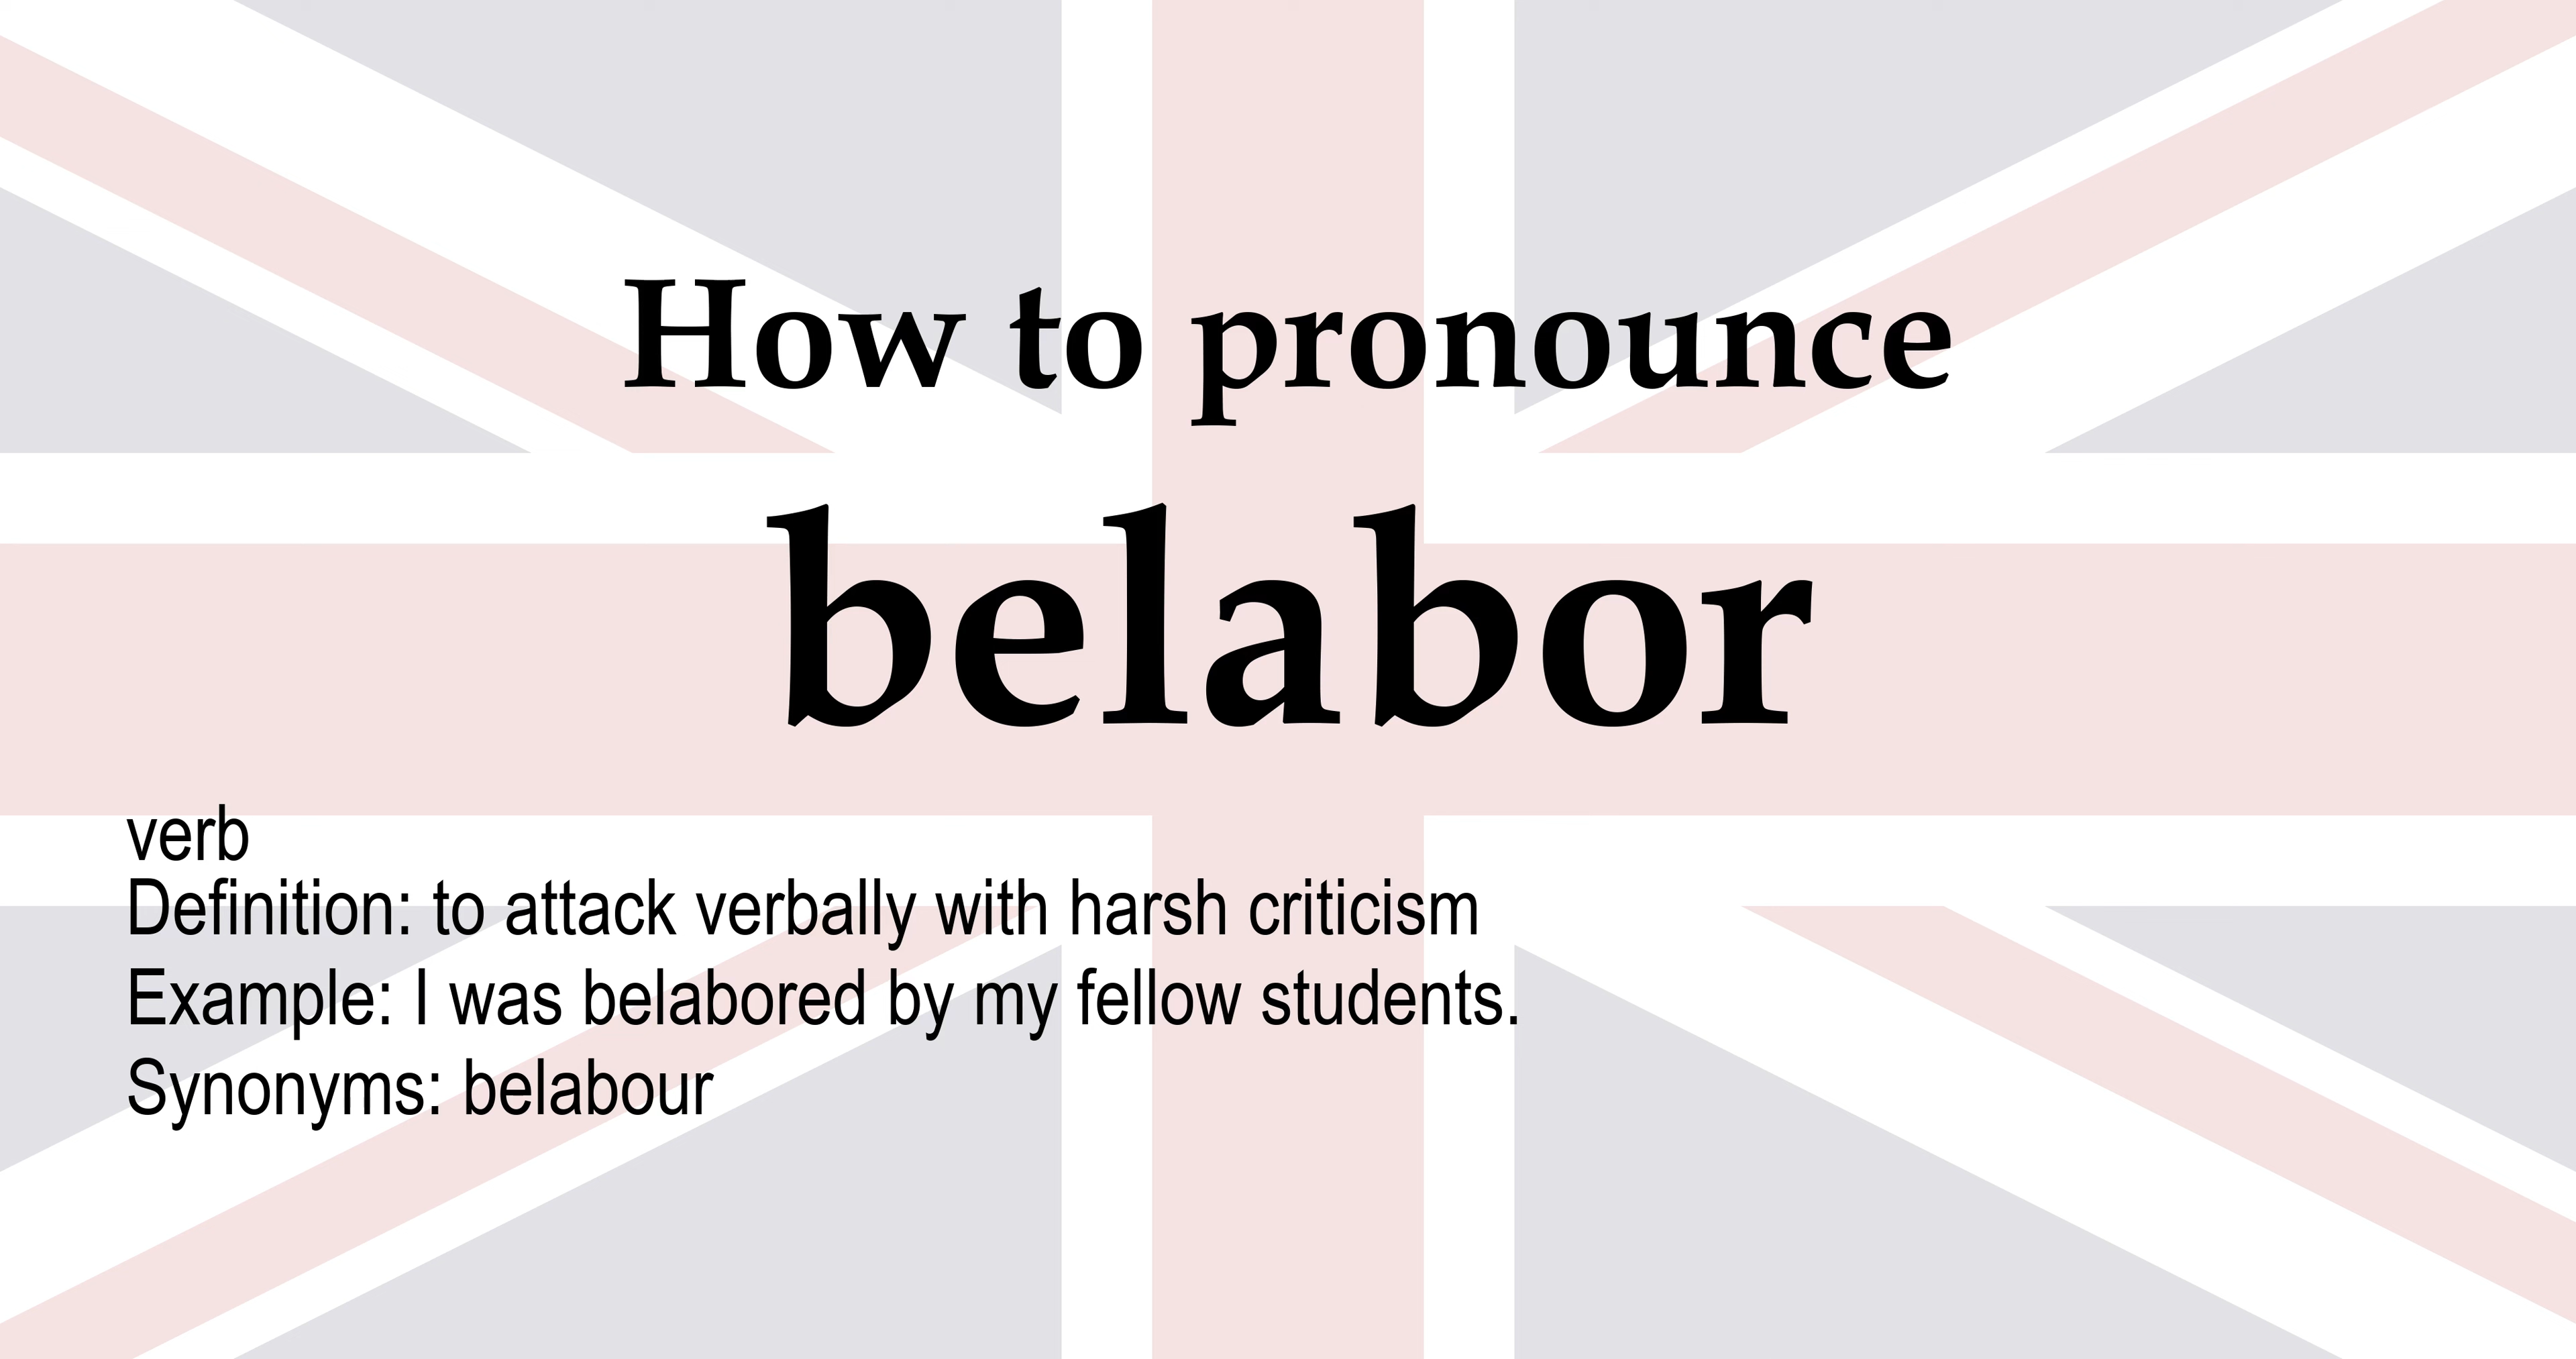 How to pronounce
belabor
verb
Definition: to attack verbally with harsh criticism
Example: I was belabored by my fellow students.
Synonyms: belabour